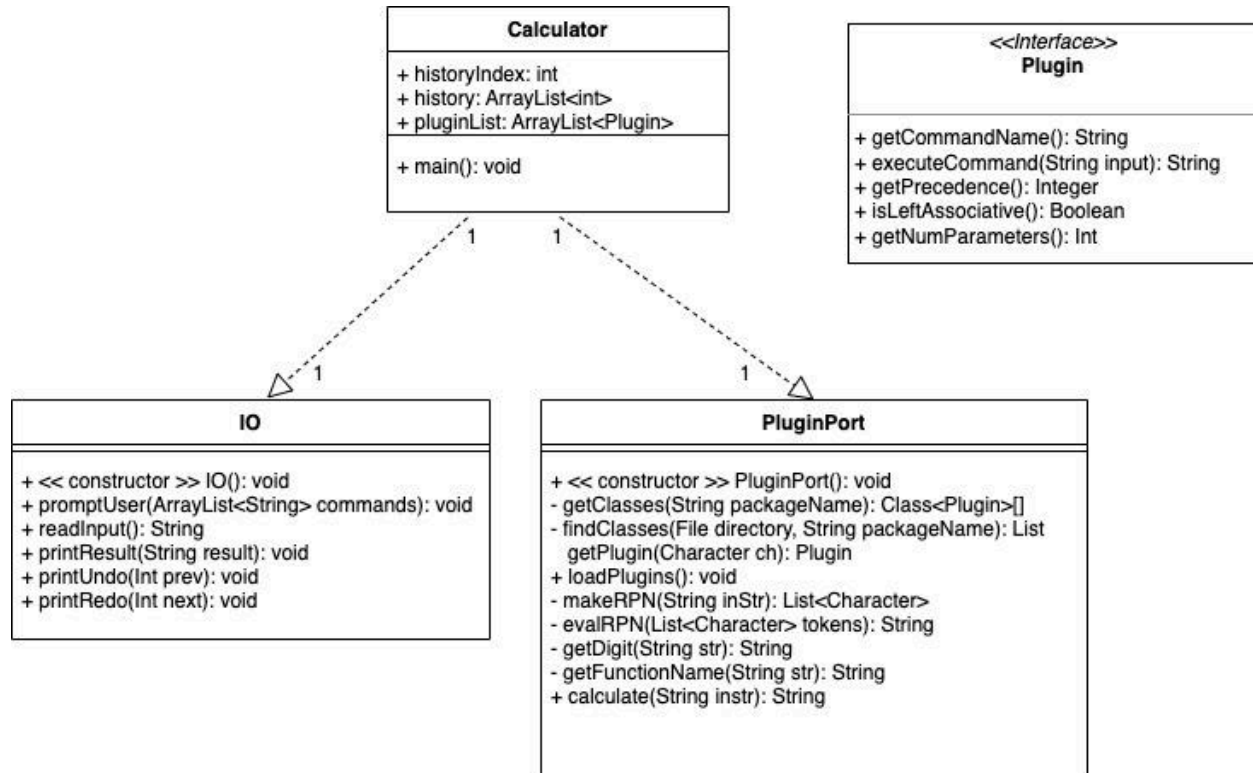 Calculator
+ historyIndex: int
+ history: ArrayList<int>
+ pluginList: ArrayList<Plugin>
+ main(): void
<<Interface>>
Plugin
+ getCommandName(): String
+ executeCommand(String input): String
+ getPrecedence(): Integer
+ isLeftAssociative(): Boolean
+ getNumParameters(): Int
1
1
1
1
IO
+ << constructor >> IO(): void
+ promptUser(ArrayList<String> commands): void
+ readInput(): String
+ printResult(String result): void
+ printUndo(Int prev): void
+ printRedo(Int next): void
PluginPort
+ << constructor >> PluginPort(): void
- getClasses(String packageName): Class<Plugin>[]
- findClasses(File directory, String packageName): List
getPlugin(Character ch): Plugin
+ loadPlugins(): void
- makeRPN(String inStr): List<Character>
- evalRPN(List<Character> tokens): String
- getDigit(String str): String
- getFunctionName(String str): String
+ calculate(String instr): String